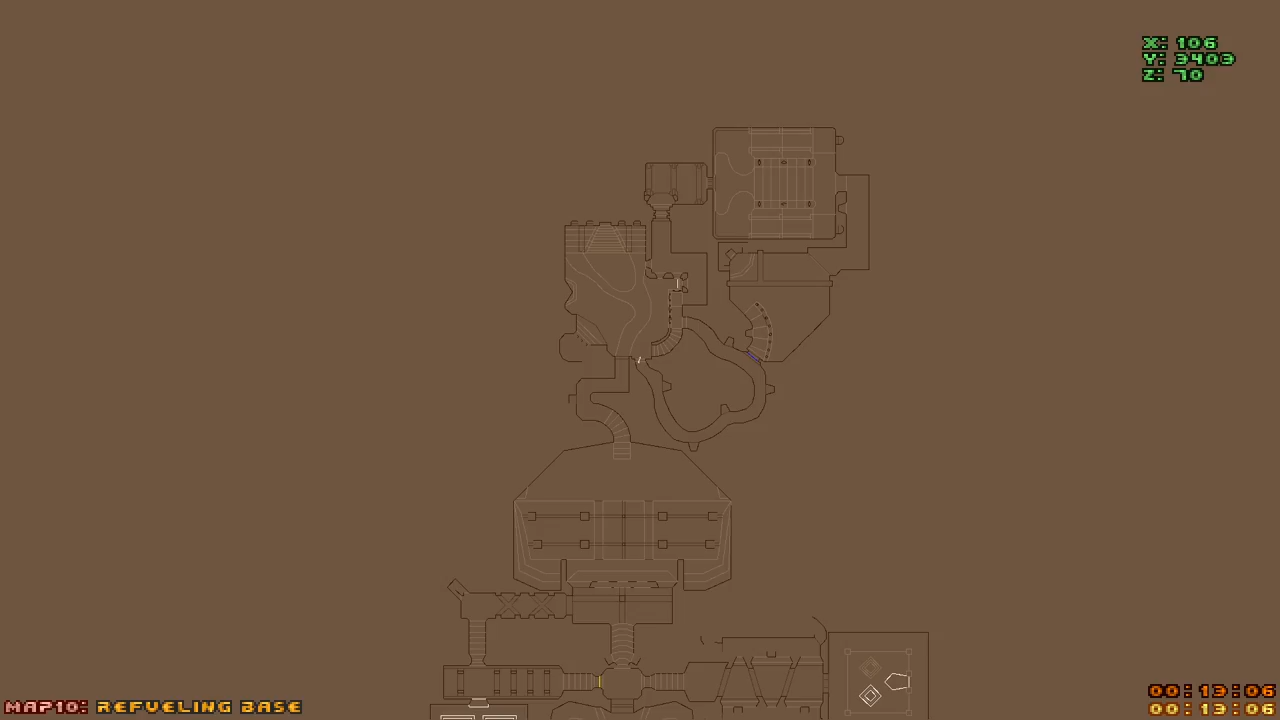 X: 106
Y: 3403
Z: 70
MAP10: REFUELING BASE
00:13:06
00:13:06